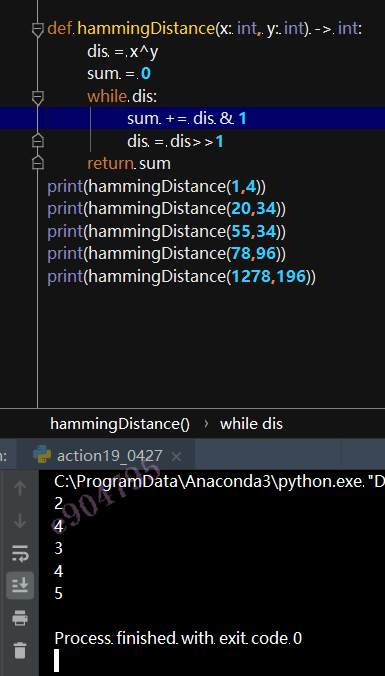 def hammingDistance(x: int, y: int) -> int:
dis = x^y
sum = 0
while dis:
sum += dis & 1
dis = dis>>1
return sum
print(hammingDistance(1,4))
print(hammingDistance(20,34))
print(hammingDistance(55,34))
print(hammingDistance(78,96))
print(hammingDistance(1278,196))
hammingDistance() › while dis
n: action19_0427 ×
C:\ProgramData\Anaconda3\python.exe "D
2
4
3
4
5
Process finished with exit code 0